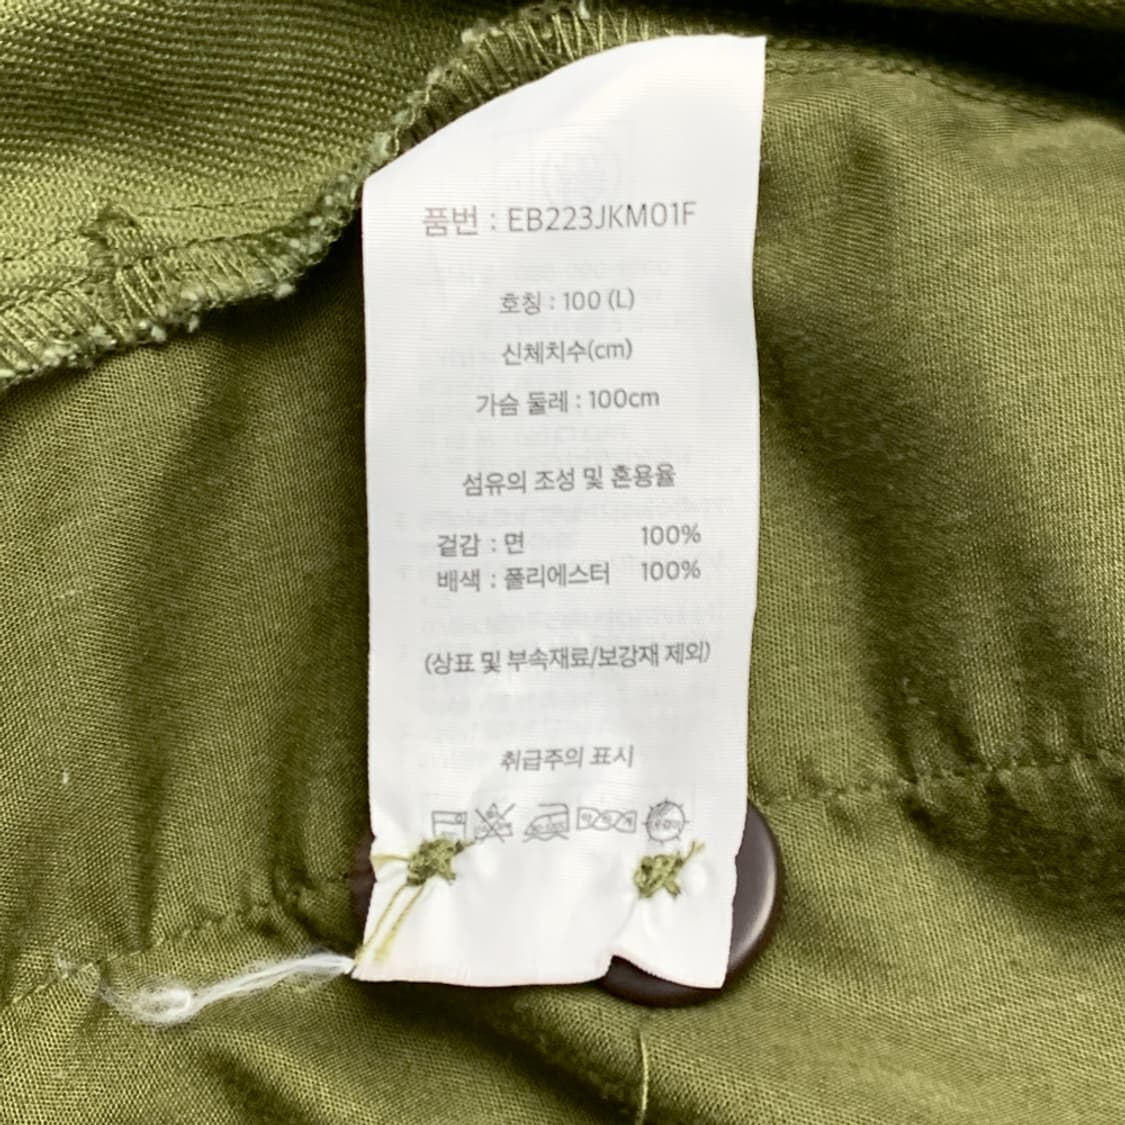 품번 : EB223JKM01F
호칭 : 100 (L)
신체치수(cm)
가슴 둘레 : 100cm
섬유의 조성 및 혼용율
겉감 : 면 100%
배색 : 폴리에스터 100%
(상표 및 부속재료/보강재 제외)
취급주의 표시